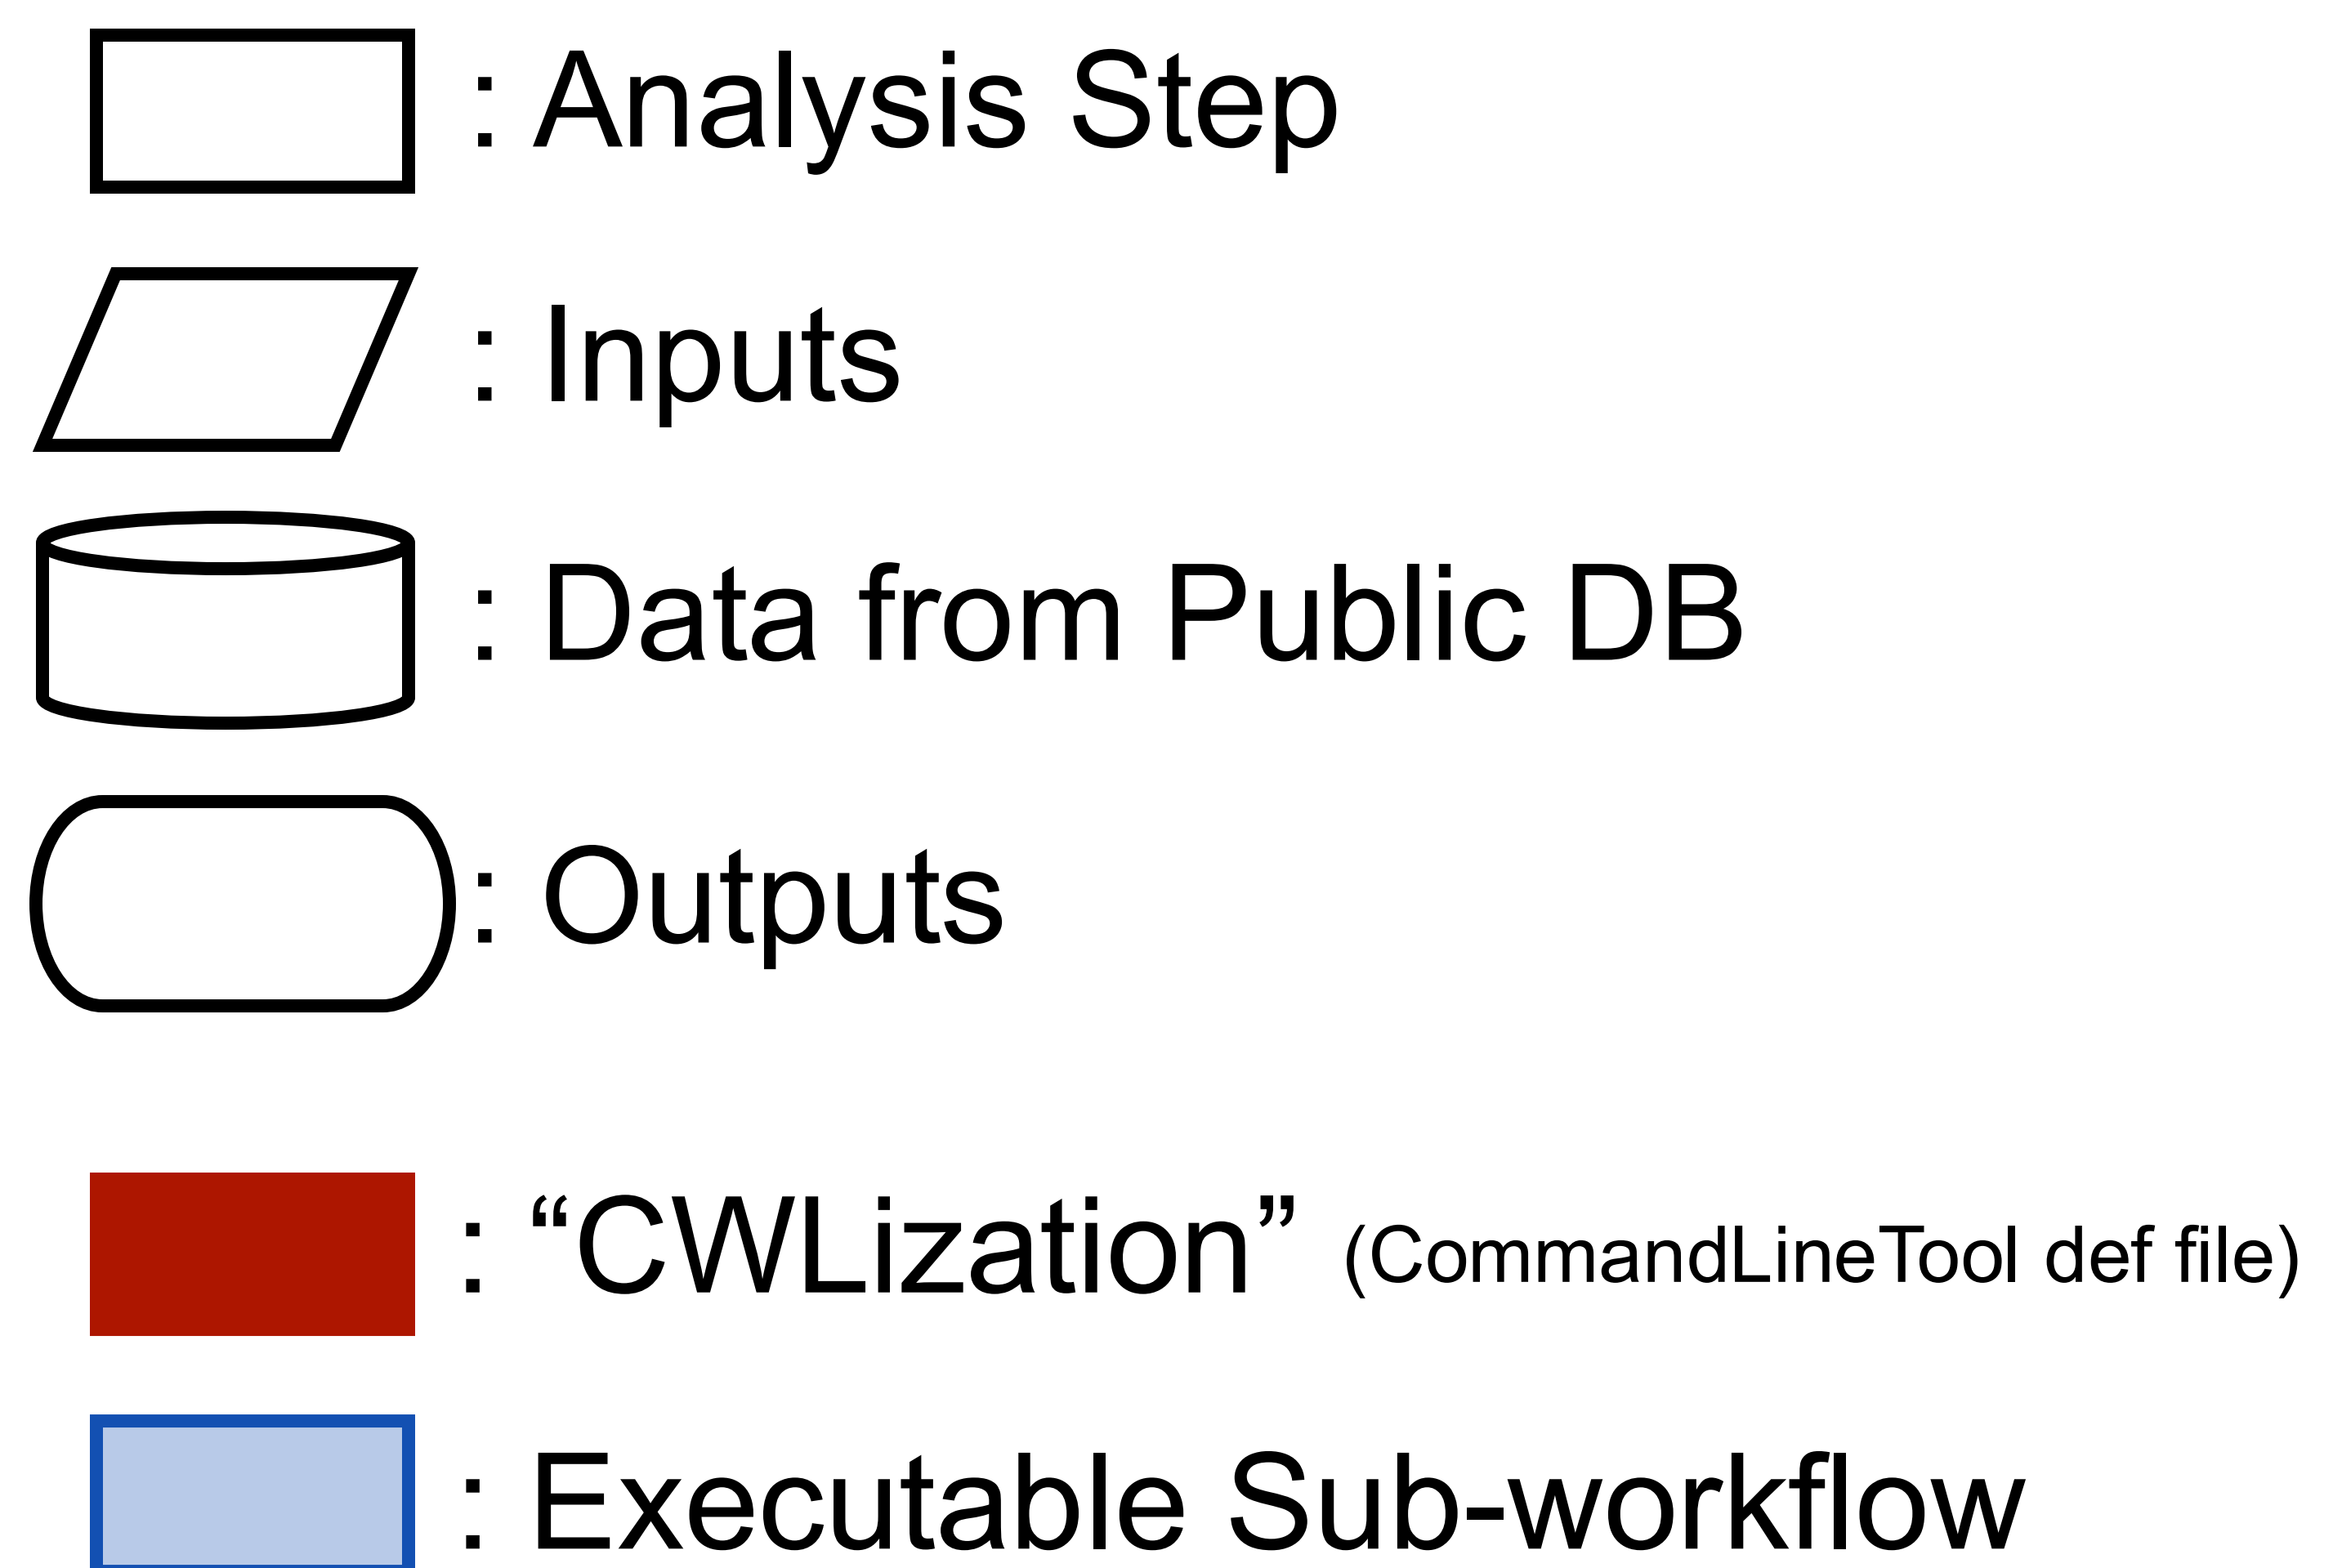 : Analysis Step
: Inputs
: Data from Public DB
: Outputs
: “CWLization” (CommandLineTool def file)
: Executable Sub-workflow